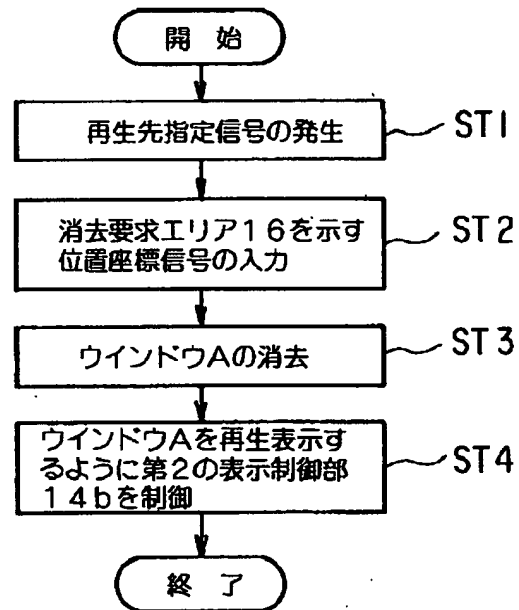 開 始
再生先指定信号の発生
ST1
消去要求エリア16を示す
位置座標信号の入力
ST2
ウインドウAの消去
ST3
ウインドウAを再生表示す
るように第2の表示制御部
14bを制御
ST4
終 了